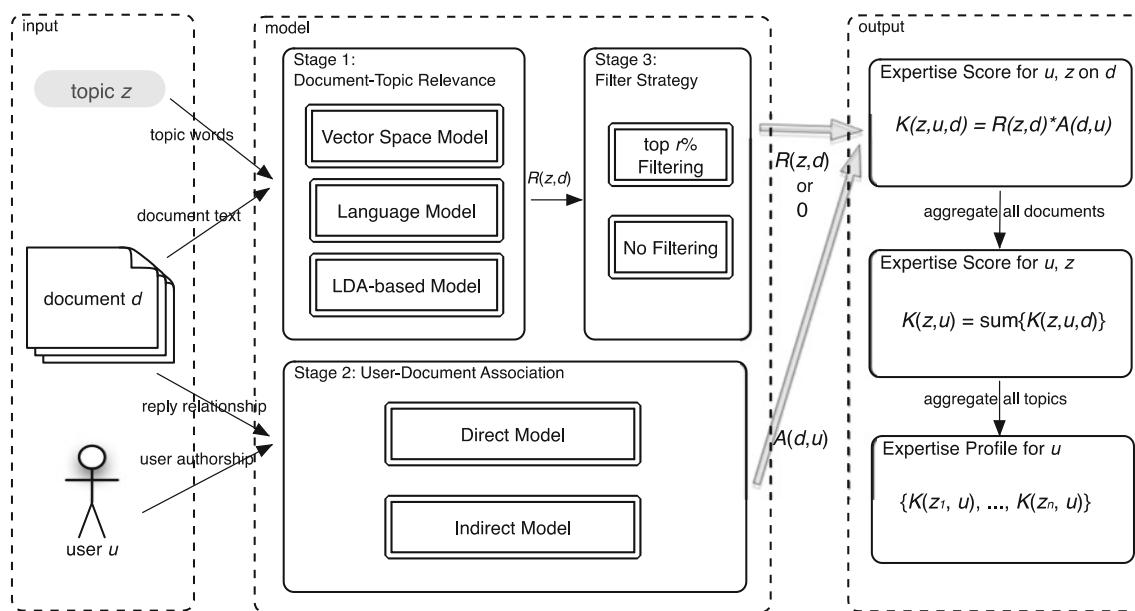 input
topic z
topic words
document text
document d
reply relationship
user authorship
user u
model
Stage 1:
Document-Topic Relevance
Vector Space Model
Language Model
LDA-based Model
R(z,d)
Stage 3:
Filter Strategy
top r%
Filtering
No Filtering
Stage 2: User-Document Association
Direct Model
Indirect Model
R(z,d)
or
0
A(d,u)
output
Expertise Score for u, z on d
K(z,u,d) = R(z,d)*A(d,u)
aggregate all documents
Expertise Score for u, z
K(z,u) = sum{K(z,u,d)}
aggregate all topics
Expertise Profile for u
{K(z₁, u), ..., K(zₙ, u)}